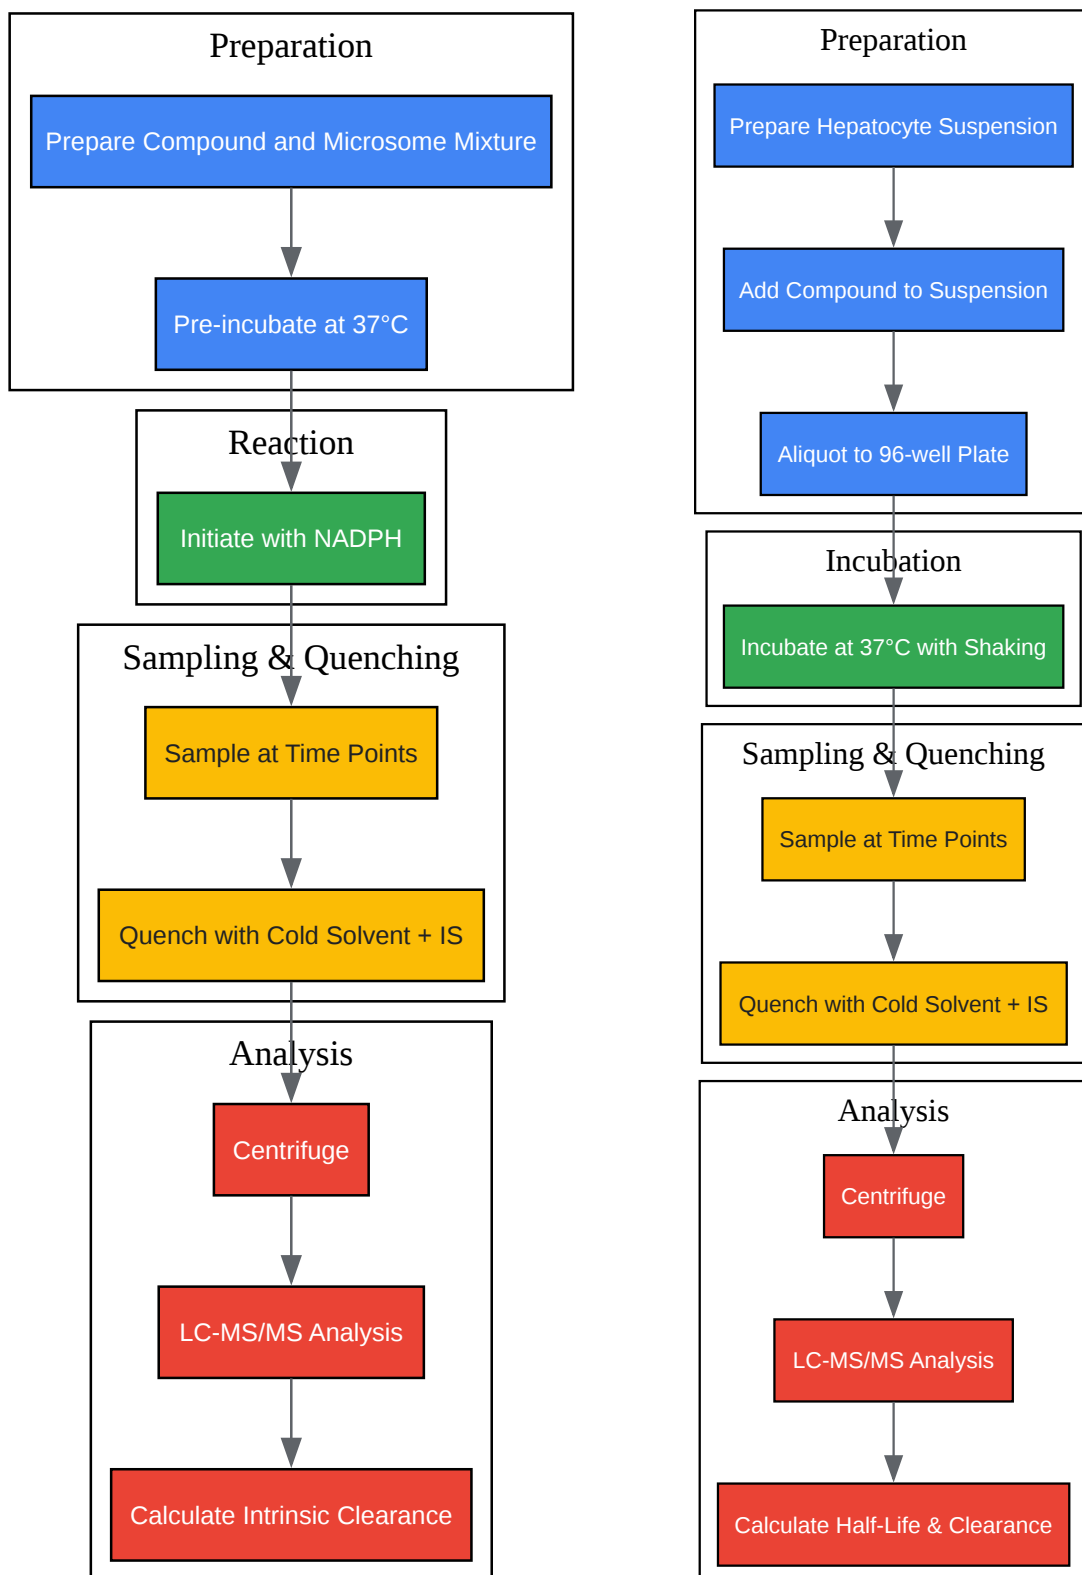 Preparation
Prepare Compound and Microsome Mixture
Pre-incubate at 37°C
Reaction
Initiate with NADPH
Sampling & Quenching
Sample at Time Points
Quench with Cold Solvent + IS
Analysis
Centrifuge
LC-MS/MS Analysis
Calculate Intrinsic Clearance
Preparation
Prepare Hepatocyte Suspension
Add Compound to Suspension
Aliquot to 96-well Plate
Incubation
Incubate at 37°C with Shaking
Sampling & Quenching
Sample at Time Points
Quench with Cold Solvent + IS
Analysis
Centrifuge
LC-MS/MS Analysis
Calculate Half-Life & Clearance